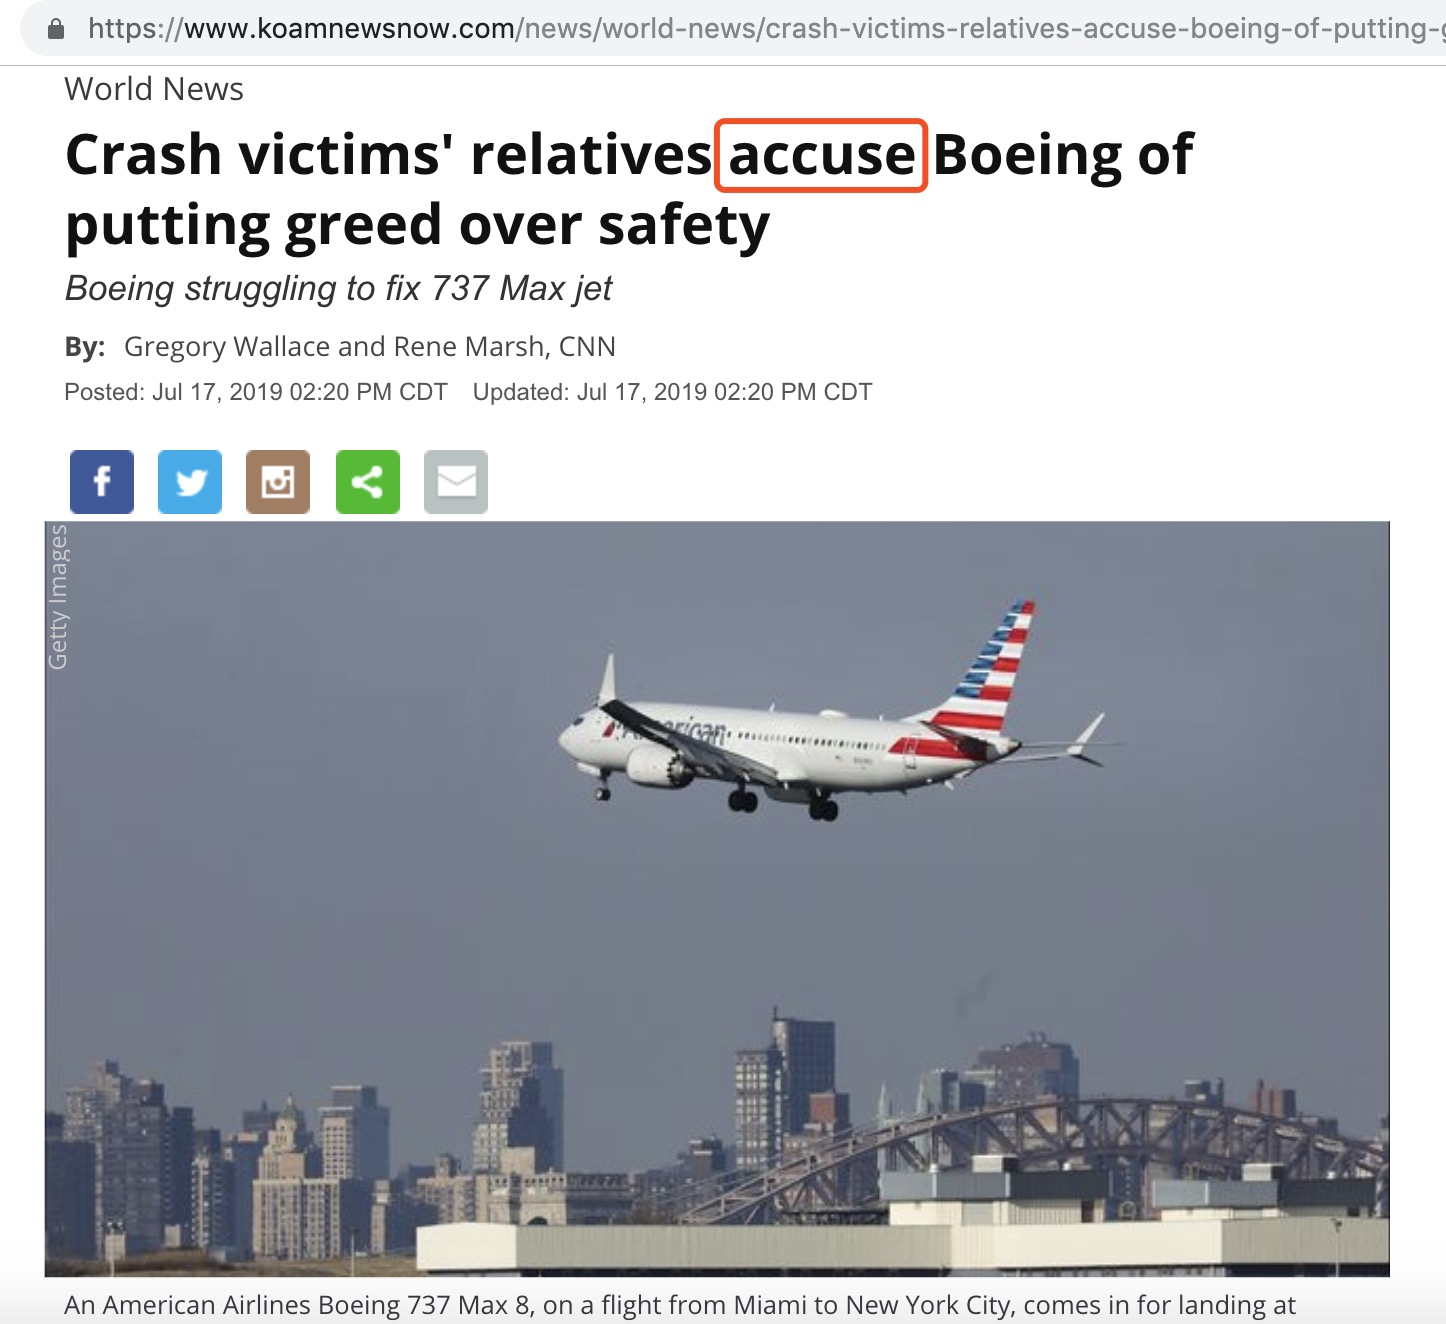 https://www.koamnewsnow.com/news/world-news/crash-victims-relatives-accuse-boeing-of-putting-
World News
Crash victims' relatives accuse Boeing of
putting greed over safety
Boeing struggling to fix 737 Max jet
By: Gregory Wallace and Rene Marsh, CNN
Posted: Jul 17, 2019 02:20 PM CDT Updated: Jul 17, 2019 02:20 PM CDT
f
Getty Images
American
An American Airlines Boeing 737 Max 8, on a flight from Miami to New York City, comes in for landing at